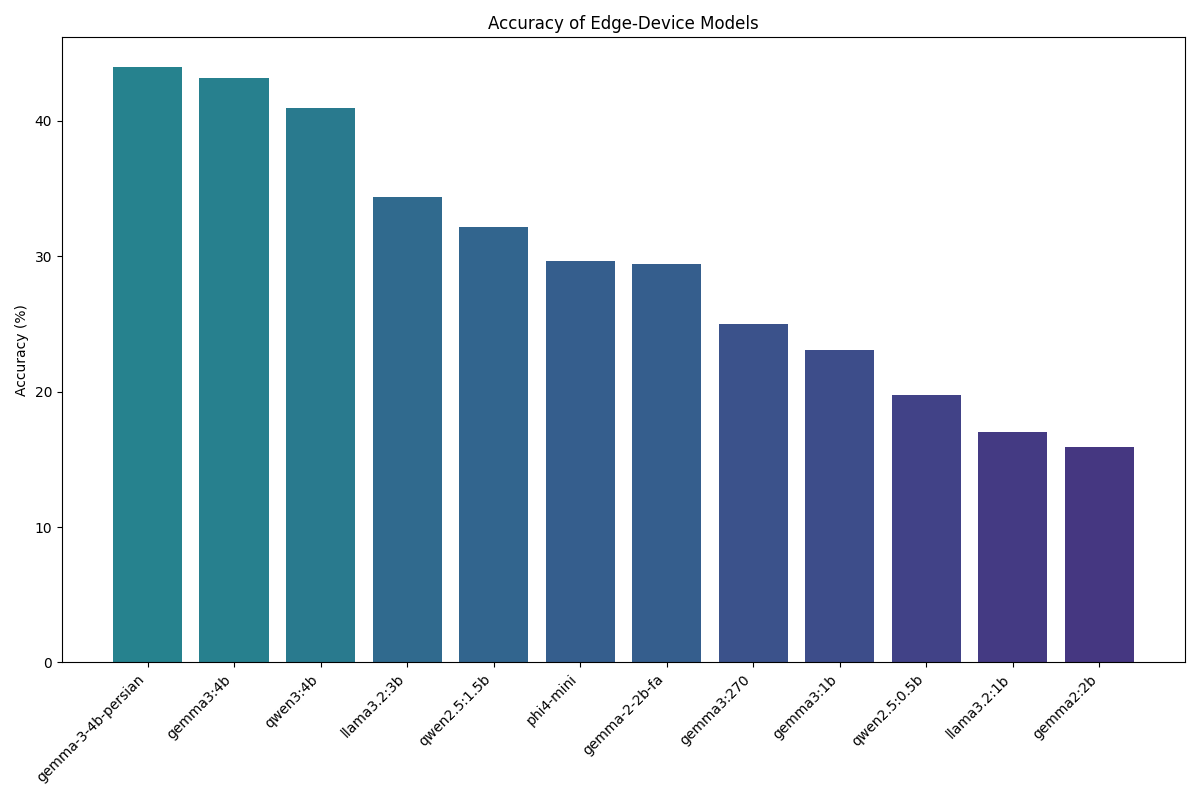 Accuracy of Edge-Device Models
Accuracy (%)
40
30
20
10
0
gemma-3-4b-persian
gemma3:4b
qwen3:4b
llama3.2:3b
qwen2.5:1.5b
phi4-mini
gemma-2-2b-fa
gemma3:270
gemma3:1b
qwen2.5:0.5b
llama3.2:1b
gemma2:2b